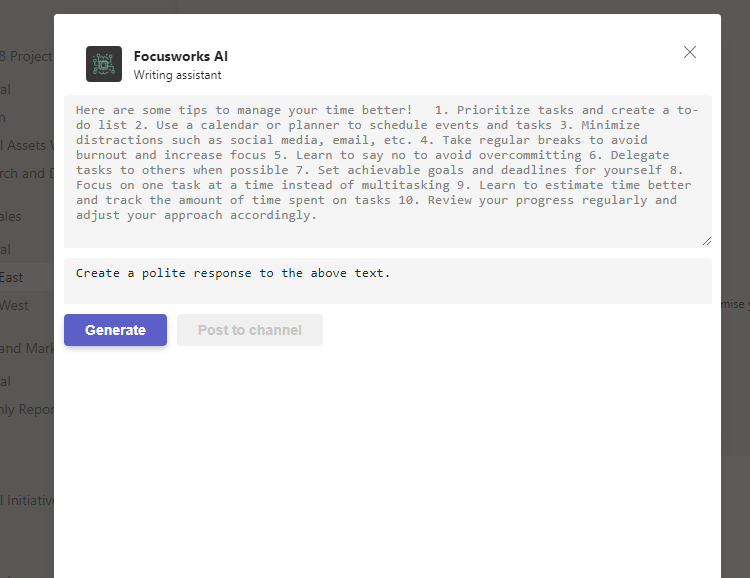 Focusworks AI
Writing assistant
Here are some tips to manage your time better!   1. Prioritize tasks and create a to-
do list 2. Use a calendar or planner to schedule events and tasks 3. Minimize
distractions such as social media, email, etc. 4. Take regular breaks to avoid
burnout and increase focus 5. Learn to say no to avoid overcommitting 6. Delegate
tasks to others when possible 7. Set achievable goals and deadlines for yourself 8.
Focus on one task at a time instead of multitasking 9. Learn to estimate time better
and track the amount of time spent on tasks 10. Review your progress regularly and
adjust your approach accordingly.
Create a polite response to the above text.
Generate
Post to channel
8 Project
al
n
l Assets
rch and
ales
al
East
West
and Mark
al
nly Repor
l Initiativ
mise